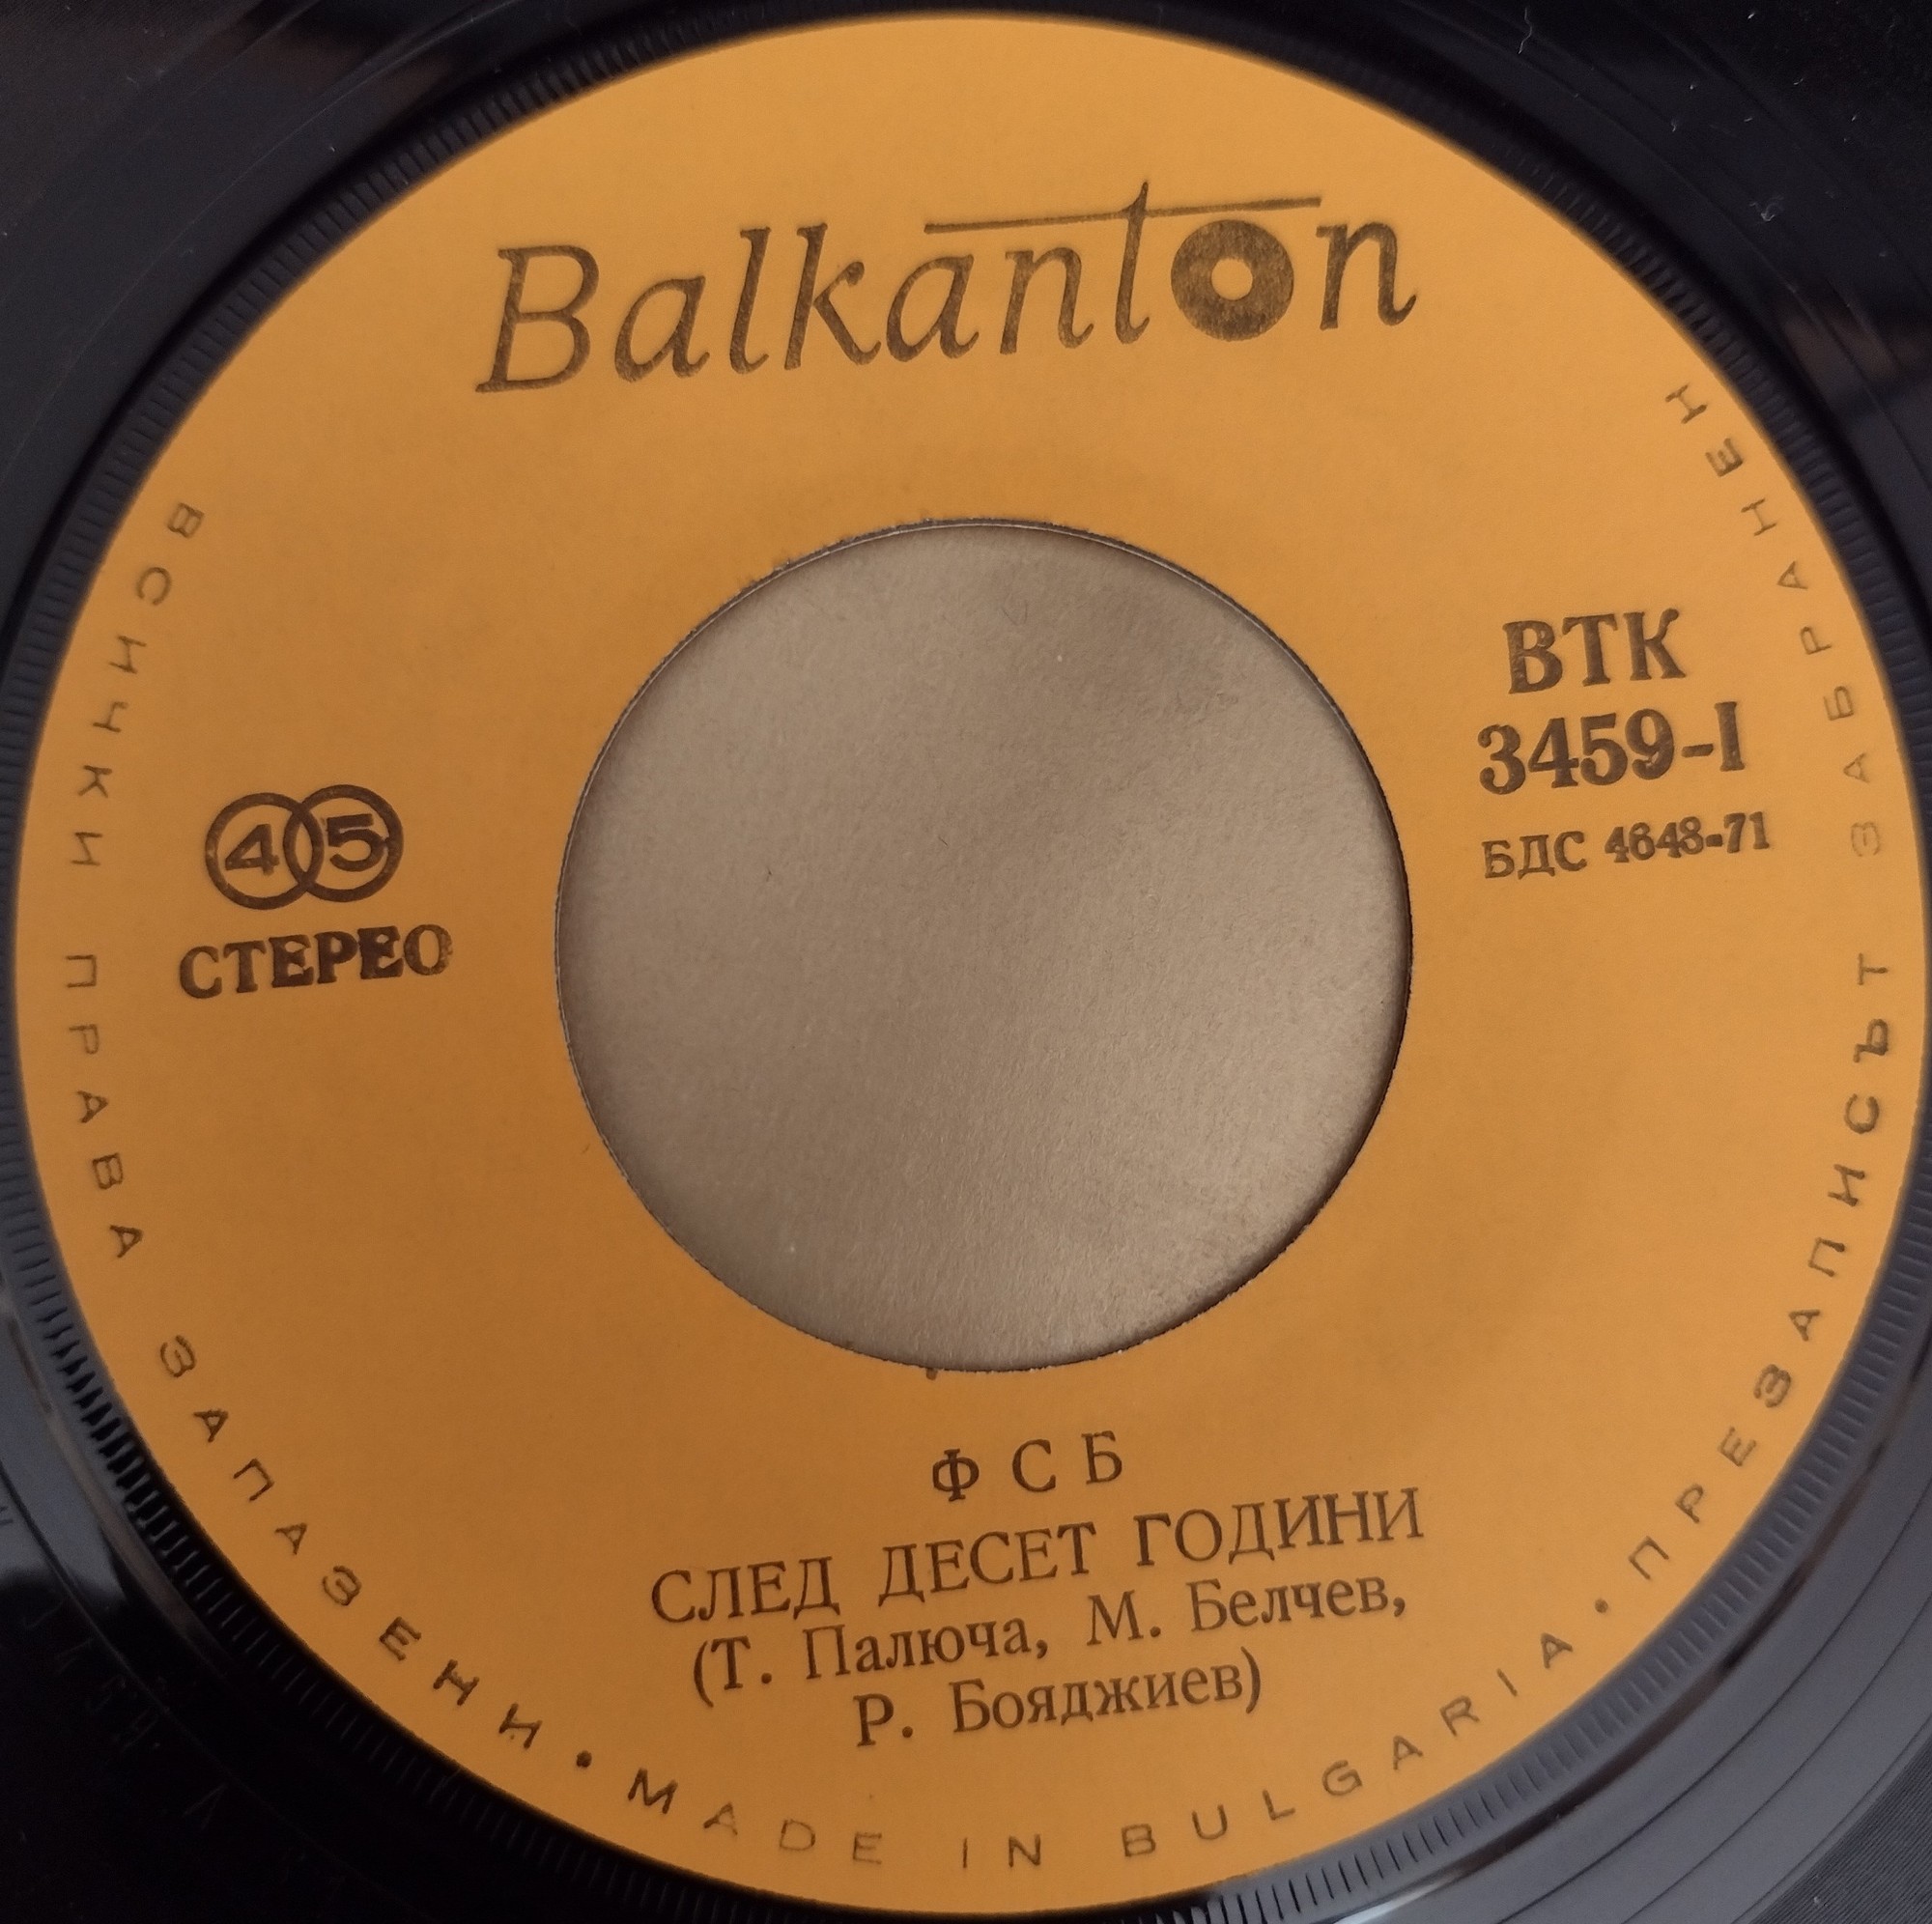 Balkanton
ВТК
3459-I
БДС 4648-71
45
СТЕРЕО
ФСБ
СЛЕД ДЕСЕТ ГОДИНИ
(Т. Палюча, М. Белчев,
Р. Бояджиев)
ВСИЧКИ ПРАВА ЗАПАЗЕНИ • MADE IN BULGARIA • ПРЕЗАПИСЪТ ЗАБРАНЕН